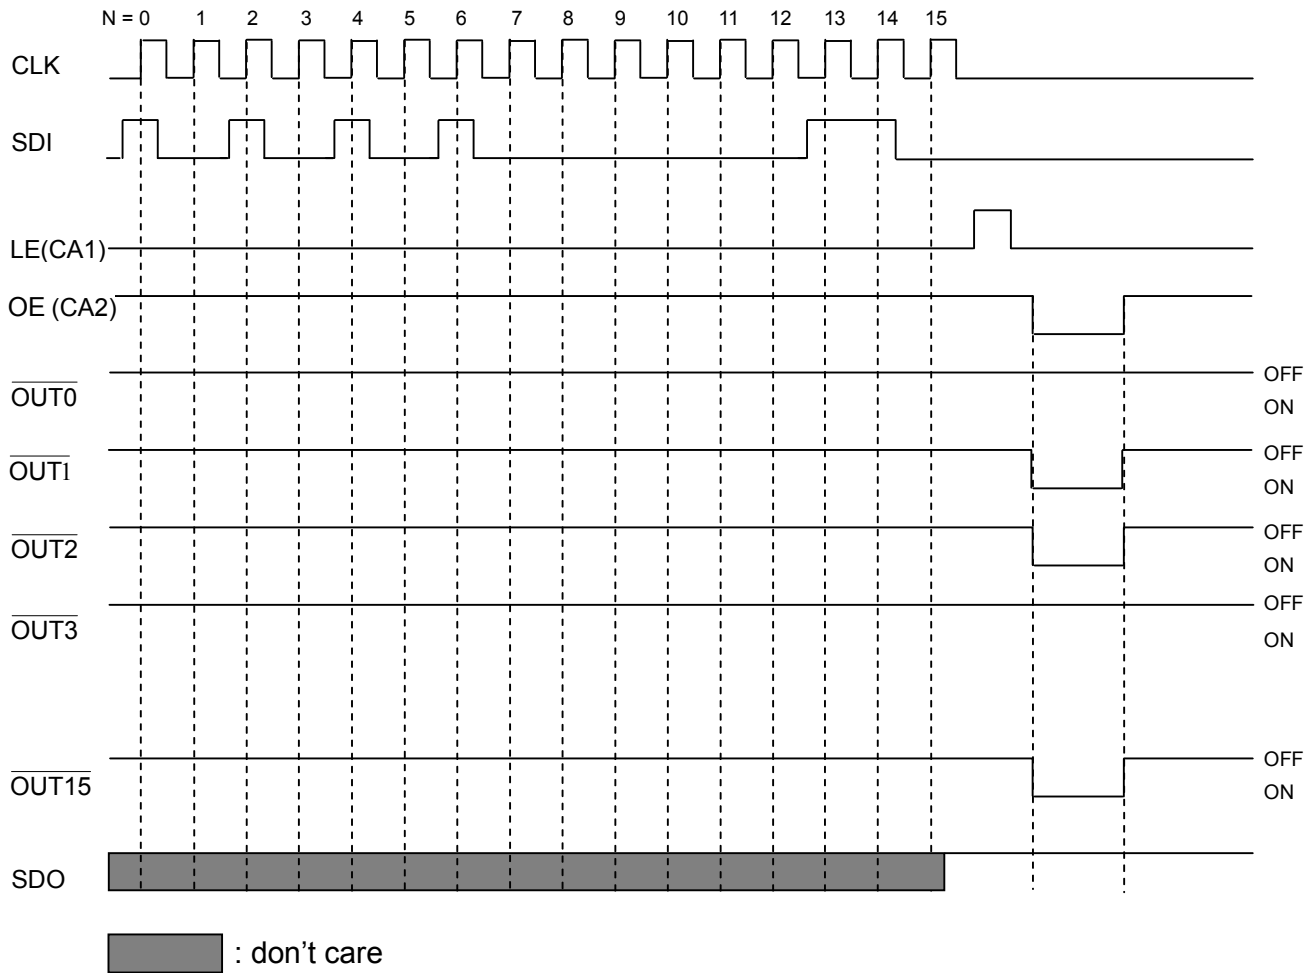 N = 0 1 2 3 4 5 6 7 8 9 10 11 12 13 14 15
CLK
SDI
LE(CA1)
OE (CA2)
OUT0
OFF
ON
OUT1
OFF
ON
OUT2
OFF
ON
OUT3
OFF
ON
OUT15
OFF
ON
SDO
: don’t care